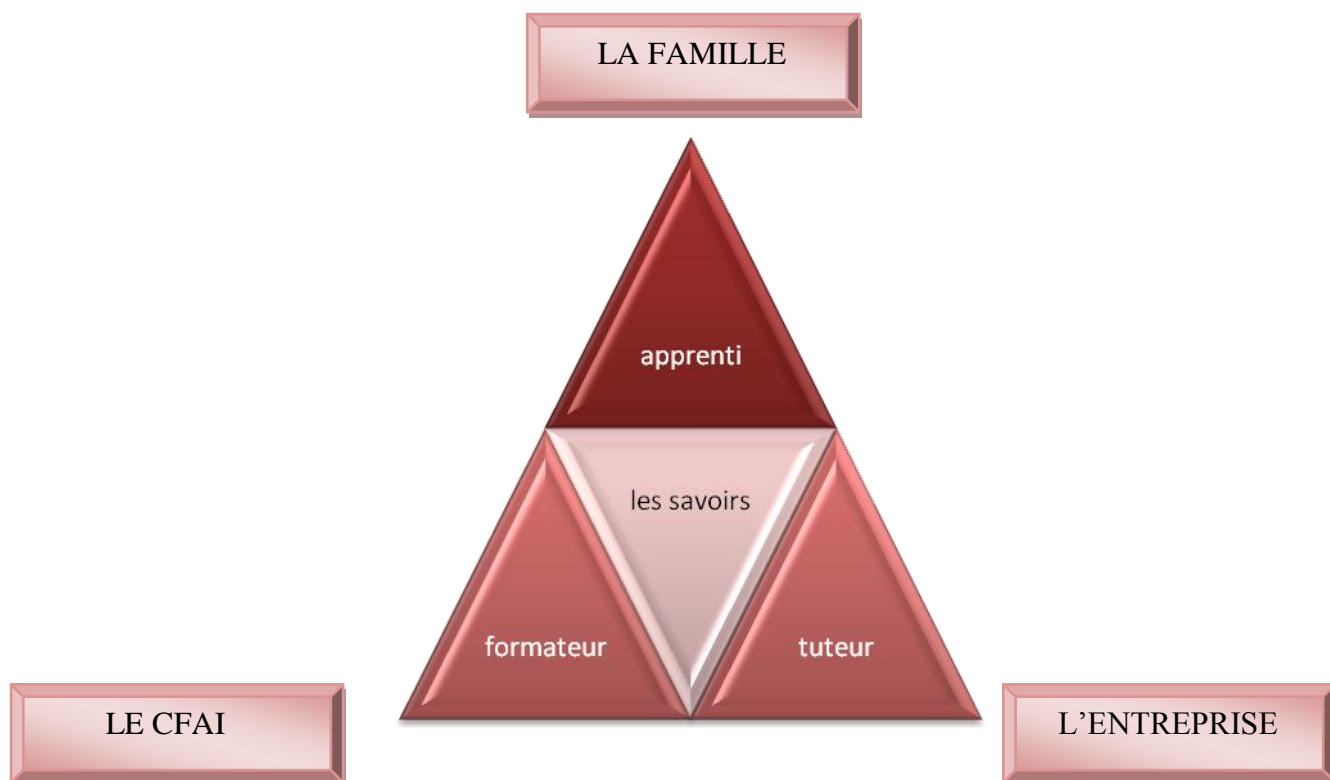 LA FAMILLE
apprenti
les savoirs
formateur
tuteur
LE CFAI
L’ENTREPRISE